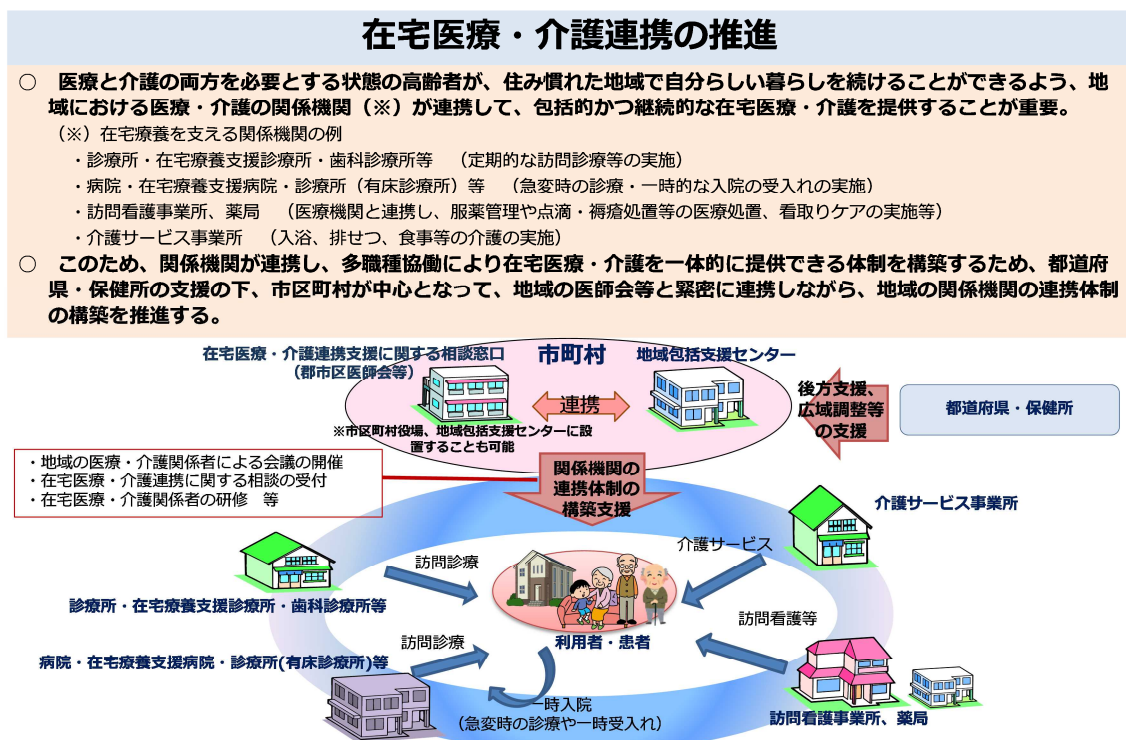 在宅医療・介護連携の推進
○　医療と介護の両方を必要とする状態の高齢者が、住み慣れた地域で自分らしい暮らしを続けることができるよう、地
域における医療・介護の関係機関（※）が連携して、包括的かつ継続的な在宅医療・介護を提供することが重要。
（※）在宅療養を支える関係機関の例
・診療所・在宅療養支援診療所・歯科診療所等　（定期的な訪問診療等の実施）
・病院・在宅療養支援病院・診療所（有床診療所）等　（急変時の診療・一時的な入院の受入れの実施）
・訪問看護事業所、薬局　（医療機関と連携し、服薬管理や点滴・褥瘡処置等の医療処置、看取りケアの実施等）
・介護サービス事業所　（入浴、排せつ、食事等の介護の実施）
○　このため、関係機関が連携し、多職種協働により在宅医療・介護を一体的に提供できる体制を構築するため、都道府
県・保健所の支援の下、市区町村が中心となって、地域の医師会等と緊密に連携しながら、地域の関係機関の連携体制
の構築を推進する。
在宅医療・介護連携支援に関する相談窓口
（郡市区医師会等）
市町村
地域包括支援センター
連携
※市区町村役場、地域包括支援センターに設
置することも可能
後方支援、
広域調整等
の支援
都道府県・保健所
・地域の医療・介護関係者による会議の開催
・在宅医療・介護連携に関する相談の受付
・在宅医療・介護関係者の研修　等
関係機関の
連携体制の
構築支援
介護サービス事業所
訪問診療
介護サービス
診療所・在宅療養支援診療所・歯科診療所等
訪問看護等
訪問診療
利用者・患者
病院・在宅療養支援病院・診療所(有床診療所)等
一時入院
（急変時の診療や一時受入れ）
訪問看護事業所、薬局